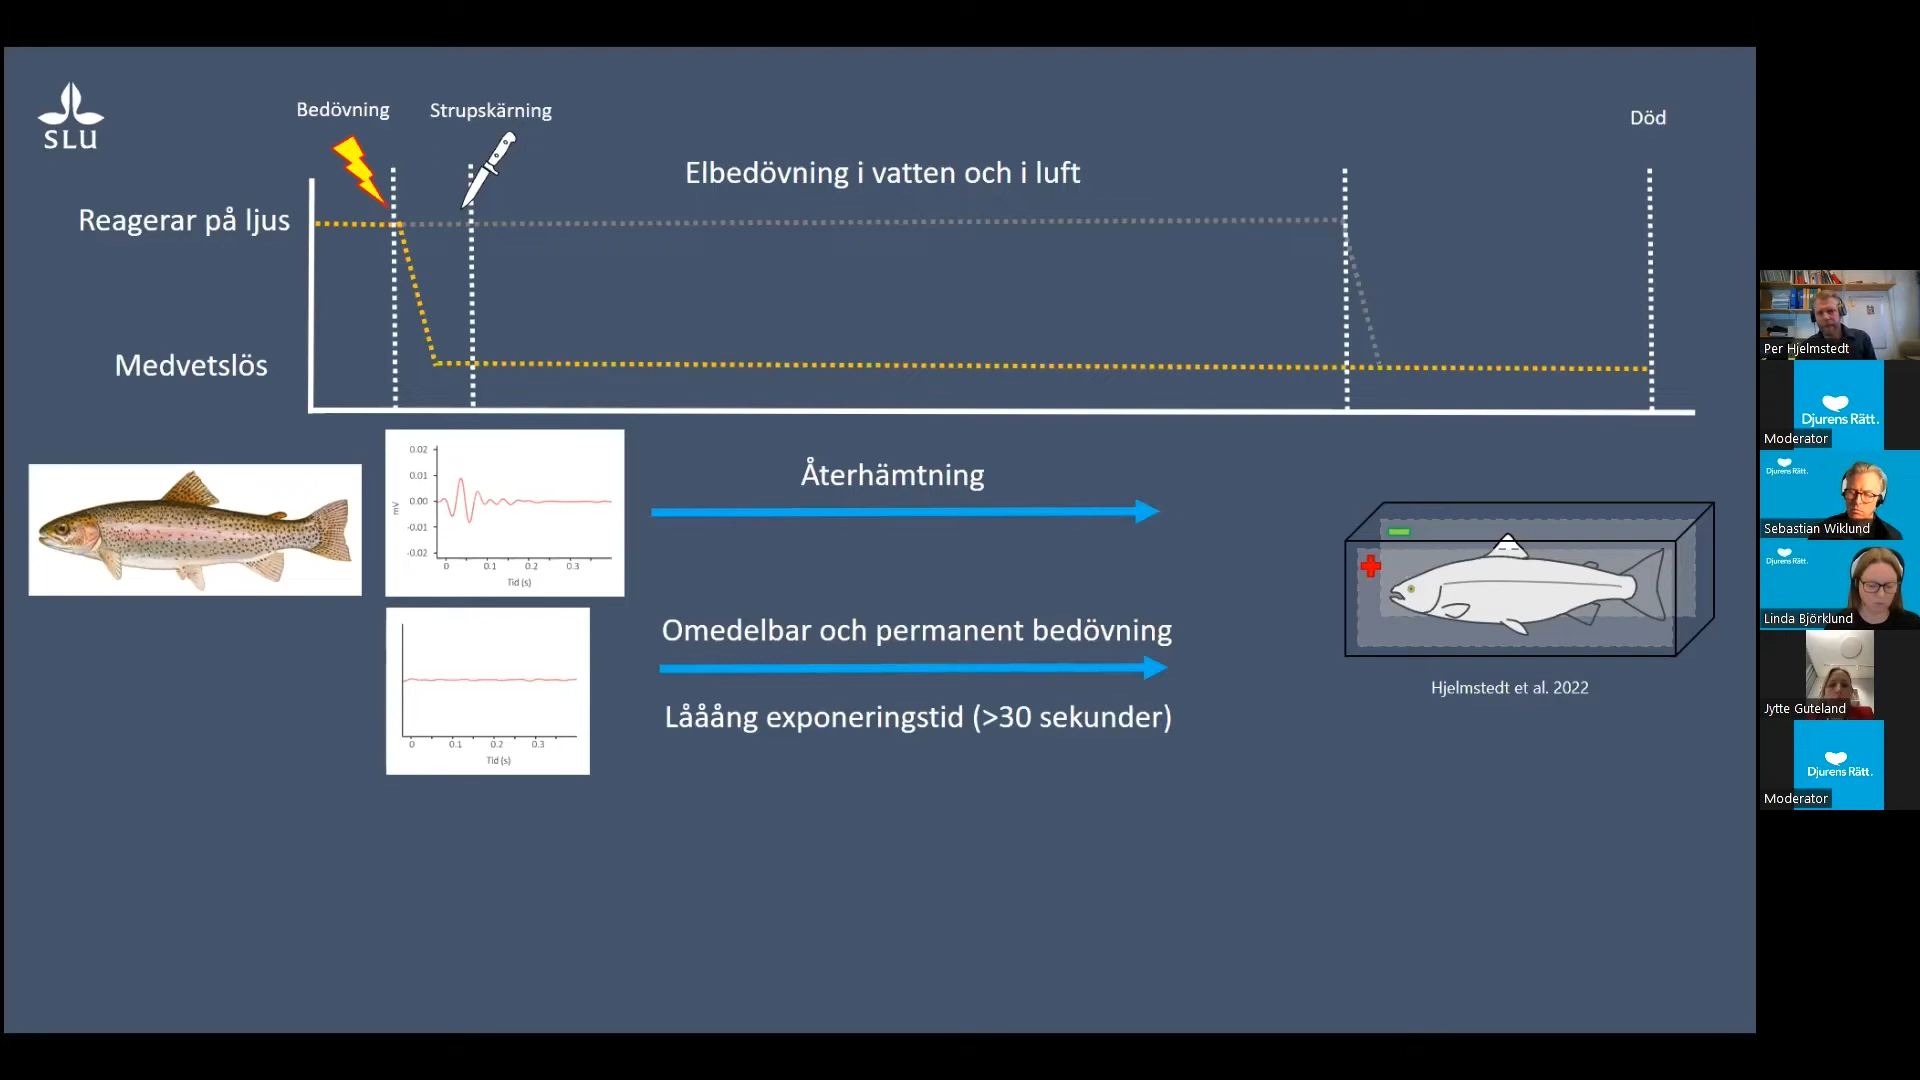 SLU
Bedövning
Strupskärning
Död
Elbedövning i vatten och i luft
Reagerar på ljus
Medvetslös
0.02
0.01
0.00
-0.01
-0.02
mV
0 0.1 0.2 0.3
Tid (s)
Återhämtning
0 0.1 0.2 0.3
Tid (s)
Omedelbar och permanent bedövning
Lååång exponeringstid (>30 sekunder)
Hjelmstedt et al. 2022
Per Hjelmstedt
Djurens Rätt.
Moderator
Djurens Rätt.
Sebastian Wiklund
Djurens Rätt.
Linda Björklund
Jytte Guteland
Djurens Rätt.
Moderator